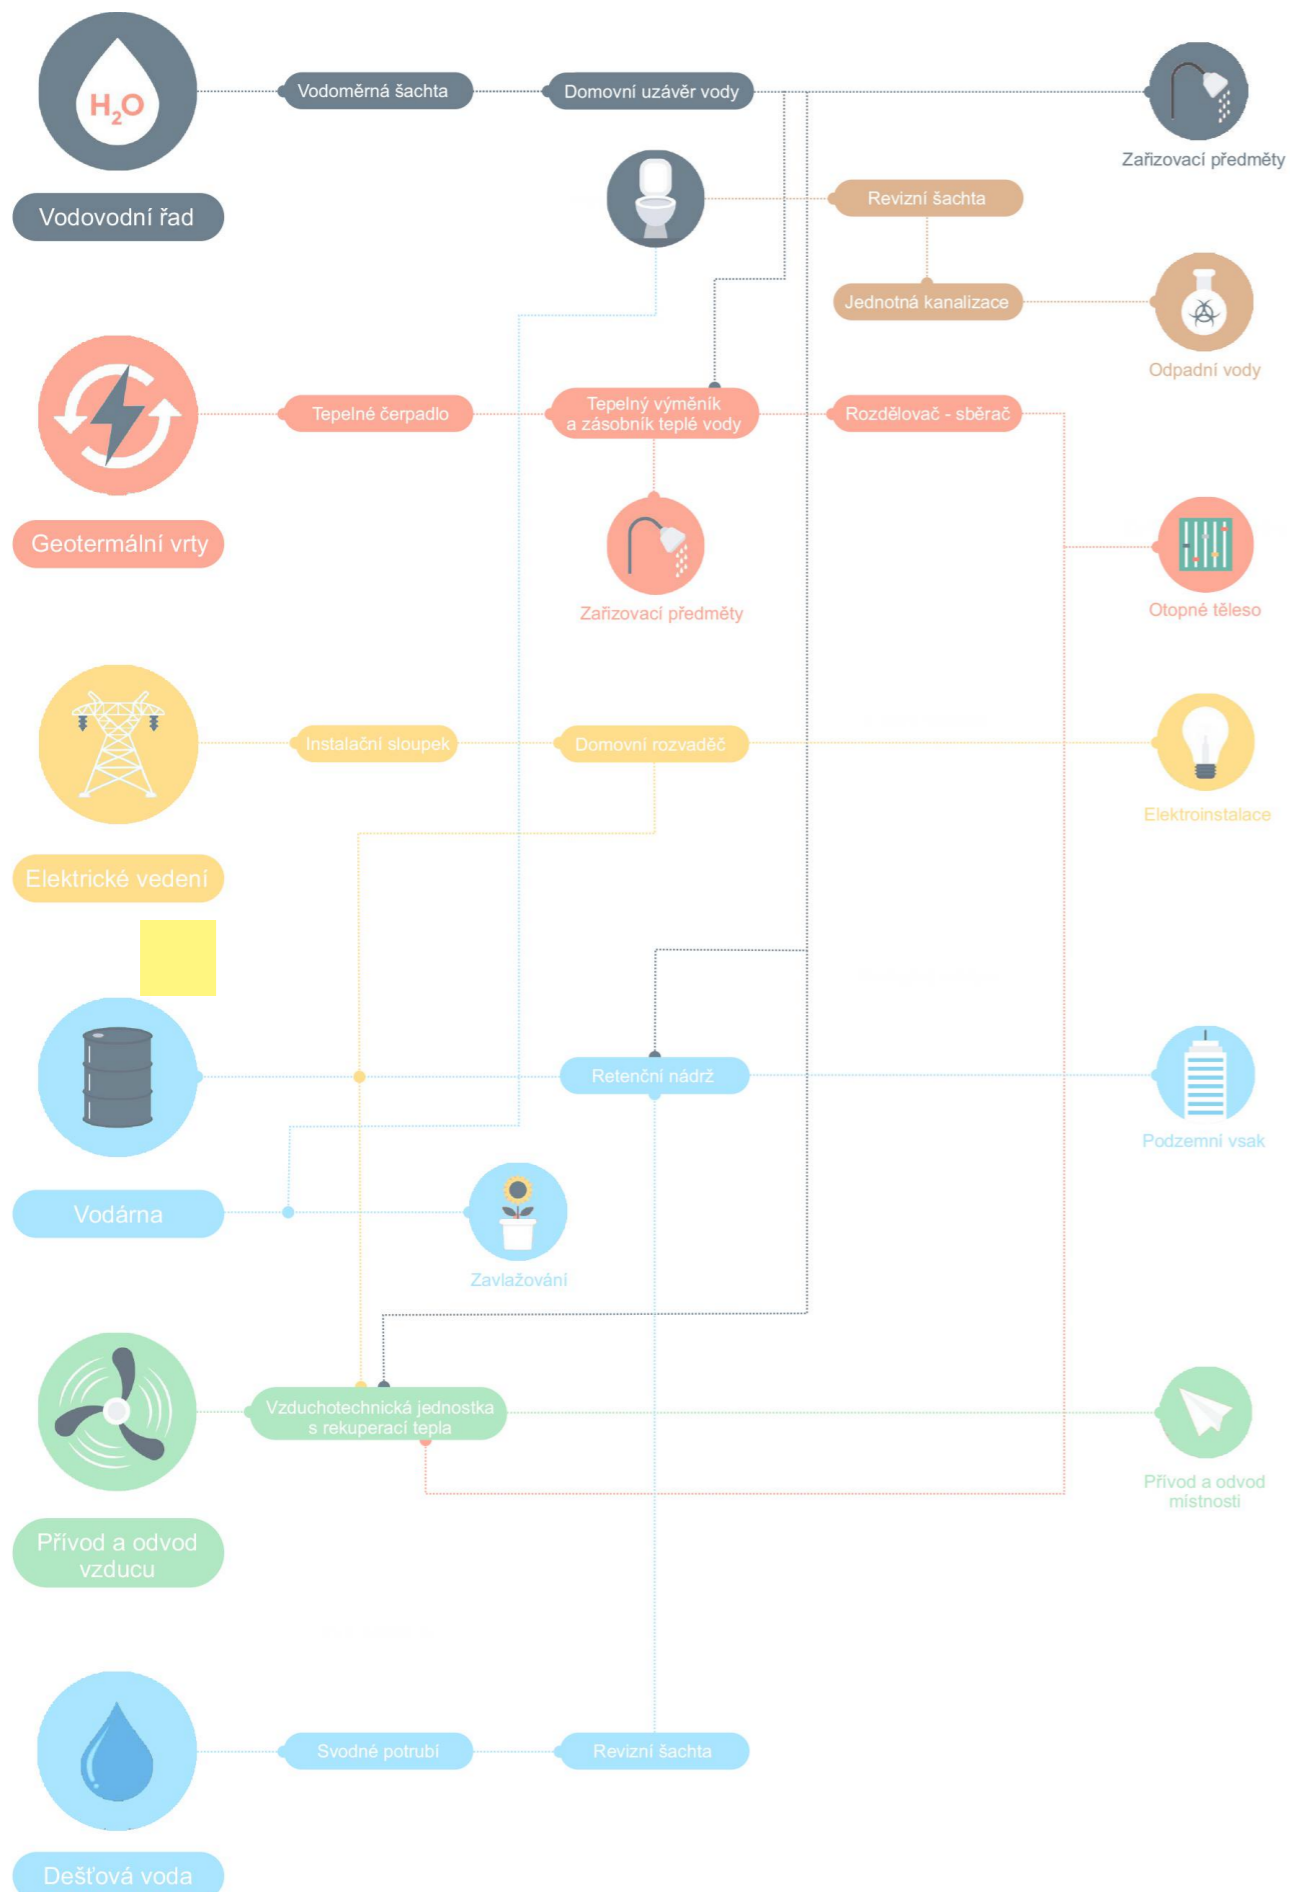 H2O
Vodoměrná šachta
Domovní uzávěr vody
Zařizovací předměty
Vodovodní řad
Revizní šachta
Jednotná kanalizace
Odpadní vody
Tepelné čerpadlo
Tepelný výměník
a zásobník teplé vody
Rozdělovač - sběrač
Geotermální vrty
Zařizovací předměty
Otopné těleso
Instalační sloupek
Domovní rozvaděč
Elektroinstalace
Elektrické vedení
Retenční nádrž
Podzemní vsak
Vodárna
Zavlažování
Vzduchotechnická jednostka
s rekuperací tepla
Přívod a odvod
místnosti
Přívod a odvod
vzducu
Svodné potrubí
Revizní šachta
Dešťová voda